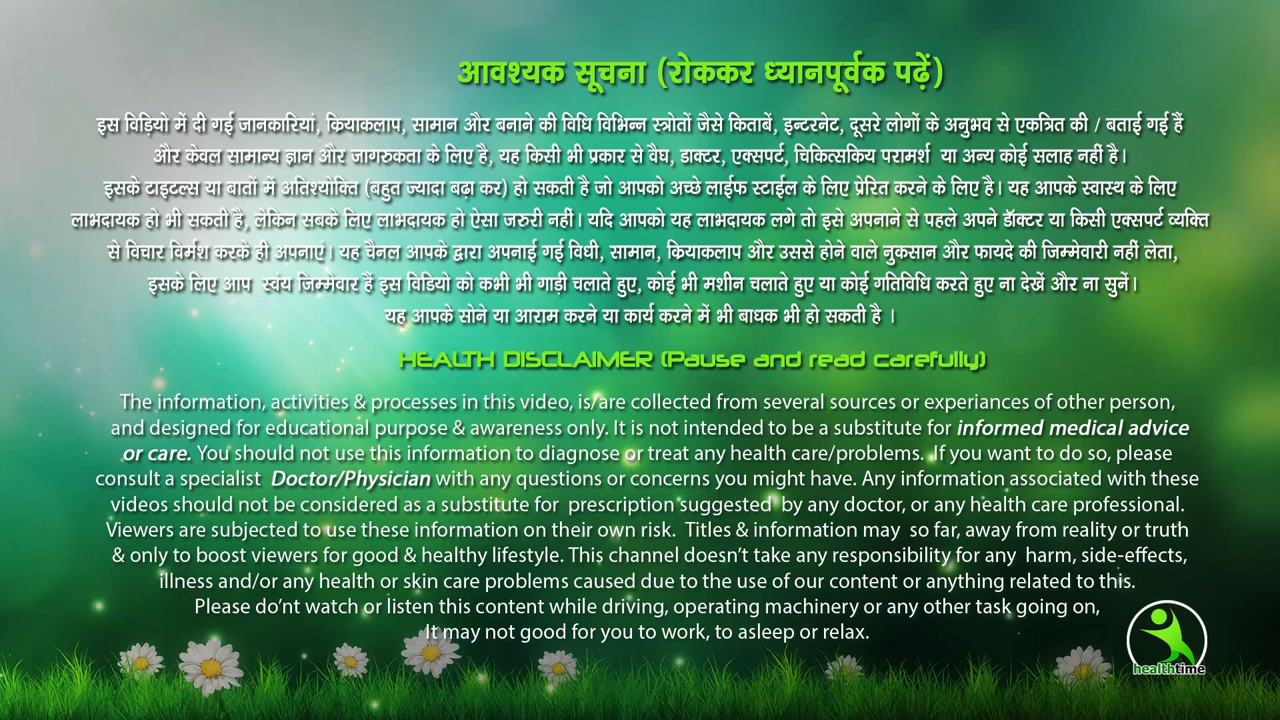 आवश्यक सूचना (रोककर ध्यानपूर्वक पढ़ें)
इस विड़ियो में दी गई जानकारियां, कियाकलाप, सामान और बनाने की विधि विभिन्न स्त्रोतों जैसे किताबें, इन्टरनेट, दूसरे लोगों के अनुभव से एकत्रित की / बताई गई हैं
और केवल सामान्य ज्ञान और जागरुकता के लिए है, यह किसी भी प्रकार से वैघ, डाक्टर, एक्सपर्ट, चिकित्सकिय परामर्श या अन्य कोई सलाह नहीं है।
इसके टाइटल्स या बातों में अतिश्योक्ति (बहुत ज्यादा बढ़ा कर) हो सकती है जो आपको अच्छे लाईफ स्टाईल के लिए प्रेरित करने के लिए है। यह आपके स्वास्थ के लिए
लाभदायक हो भी सकती है, लेकिन सबके लिए लाभदायक हो ऐसा जरुरी नहीं। यदि आपको यह लाभदायक लगे तो इसे अपनाने से पहले अपने डॉक्टर या किसी एक्सपर्ट व्यक्ति
से विचार विर्मश करके ही अपनाएं। यह चैनल आपके द्वारा अपनाई गई विधी, सामान, कियाकलाप और उससे होने वाले नुकसान और फायदे की जिम्मेवारी नहीं लेता,
इसके लिए आप स्वंय जिम्मेवार हैं इस विडियो को कभी भी गाड़ी चलाते हुए, कोई भी मशीन चलाते हुए या कोई गतिविधि करते हुए ना देखें और ना सुनें।
यह आपके सोने या आराम करने या कार्य करने में भी बाधक भी हो सकती है ।
HEALTH DISCLAIMER (Pause and read carefully)
The information, activities & processes in this video, is/are collected from several sources or experiances of other person,
and designed for educational purpose & awareness only. It is not intended to be a substitute for informed medical advice
or care. You should not use this information to diagnose or treat any health care/problems. If you want to do so, please
consult a specialist Doctor/Physician with any questions or concerns you might have. Any information associated with these
videos should not be considered as a substitute for prescription suggested by any doctor, or any health care professional.
Viewers are subjected to use these information on their own risk. Titles & information may so far, away from reality or truth
& only to boost viewers for good & healthy lifestyle. This channel doesn't take any responsibility for any harm, side-effects,
illness and/or any health or skin care problems caused due to the use of our content or anything related to this.
Please do'nt watch or listen this content while driving, operating machinery or any other task going on,
It may not good for you to work, to asleep or relax.
healthtime